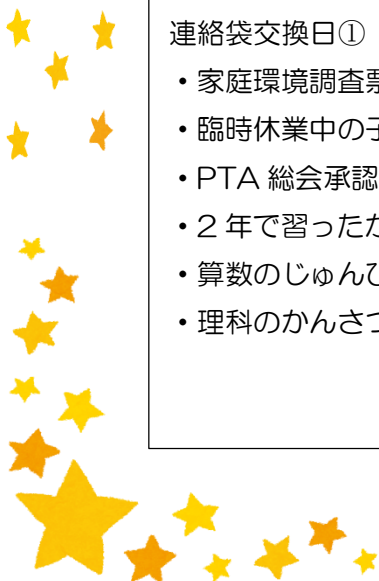 連絡袋交換日①
・家庭環境調査票
・臨時休業中の子
・PTA 総会承認
・2 年で習ったか
・算数のじゅんび
・理科のかんさつ